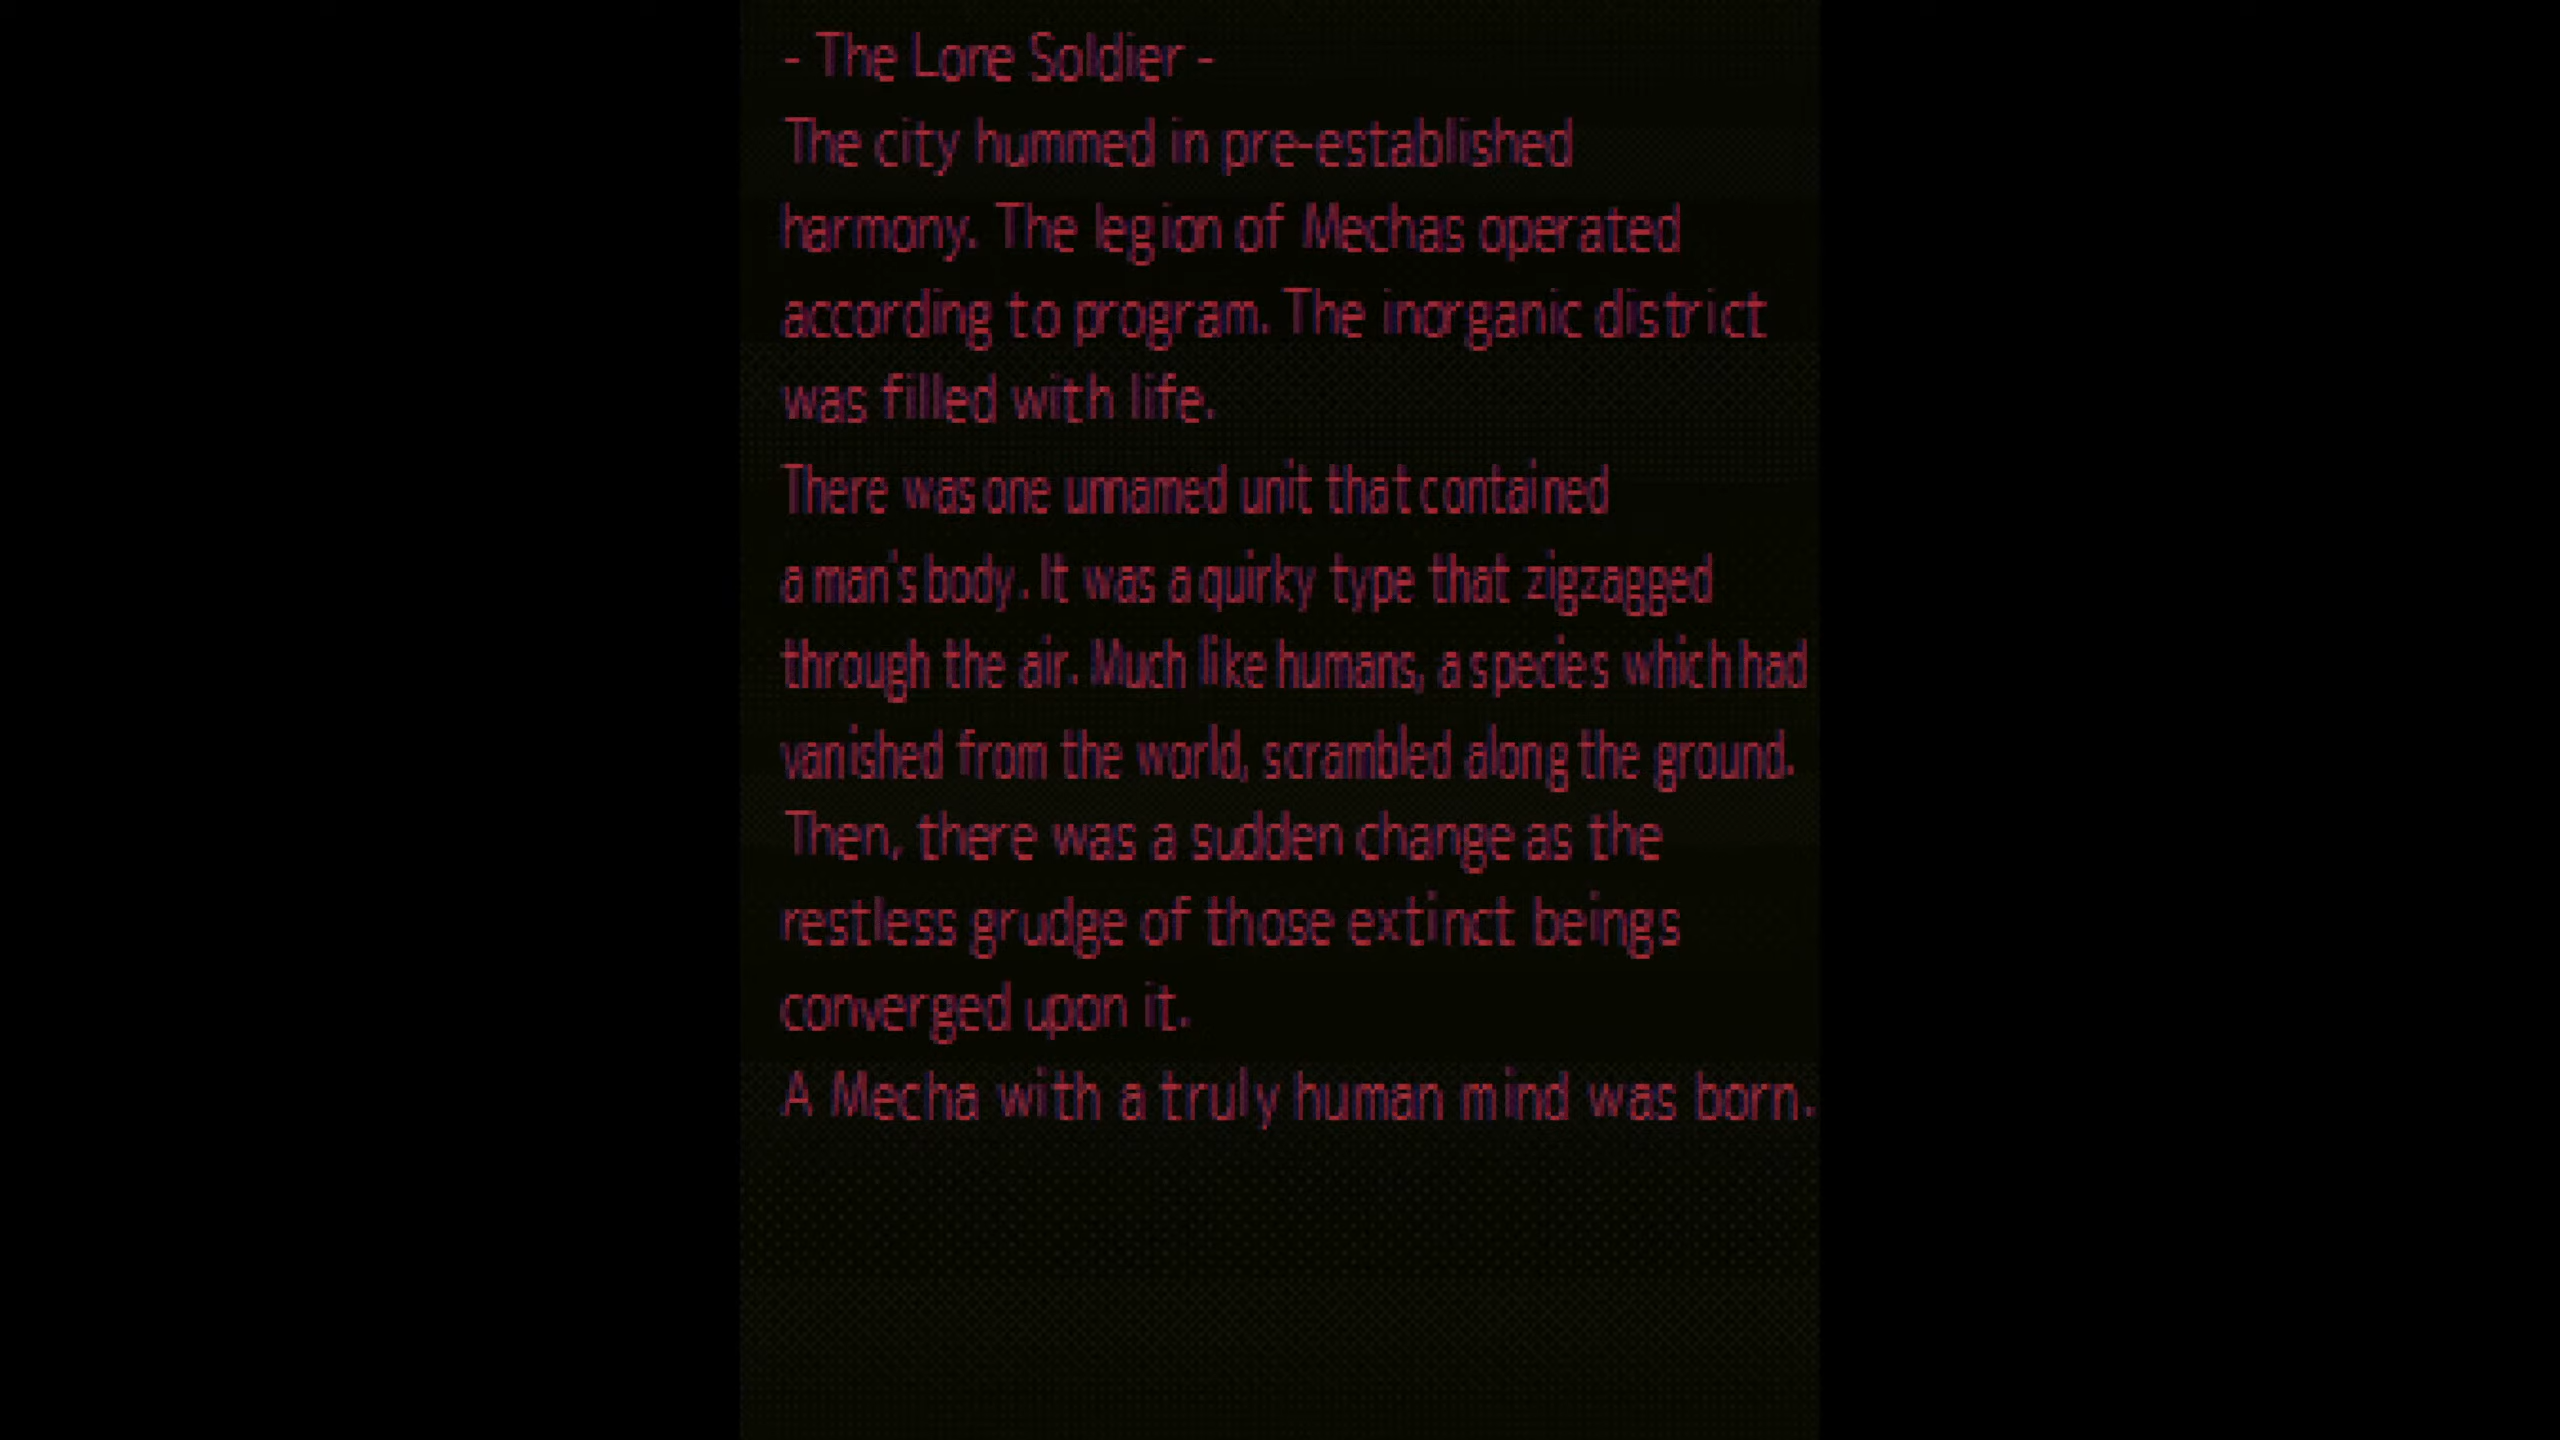 - The Lone Soldier -
The city hummed in pre-established
harmony. The legion of Mechas operated
according to program. The inorganic district
was filled with life.
There was one unnamed unit that contained
a man's body. It was a quirky type that zigzagged
through the air. Much like humans, a species which had
vanished from the world, scrambled along the ground.
Then, there was a sudden change as the
restless grudge of those extinct beings
converged upon it.
A Mecha with a truly human mind was born.